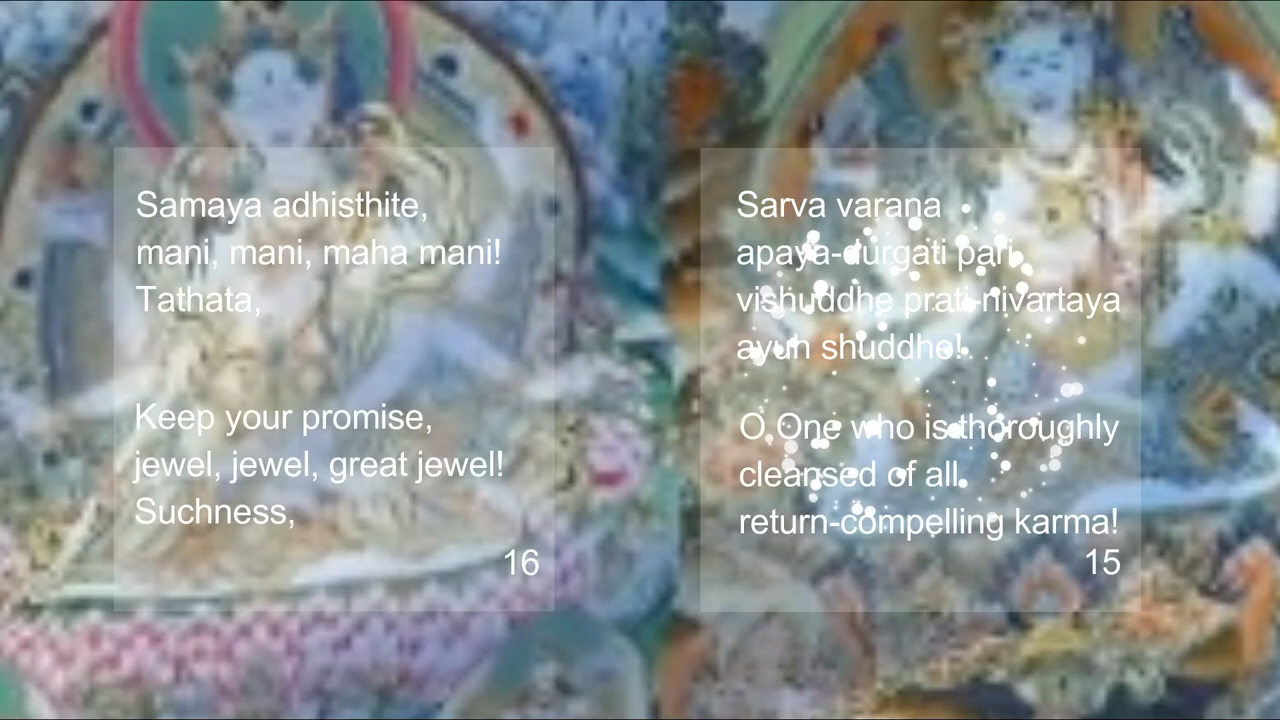 Samaya adhisthite,
mani, mani, maha mani!
Tathata,
Keep your promise,
jewel, jewel, great jewel!
Suchness,
16
Sarva varana
apaya-durgati pari
vishuddhe prati-nivartaya
ayuh shuddhe!
O One who is thoroughly
cleansed of all
return-compelling karma!
15